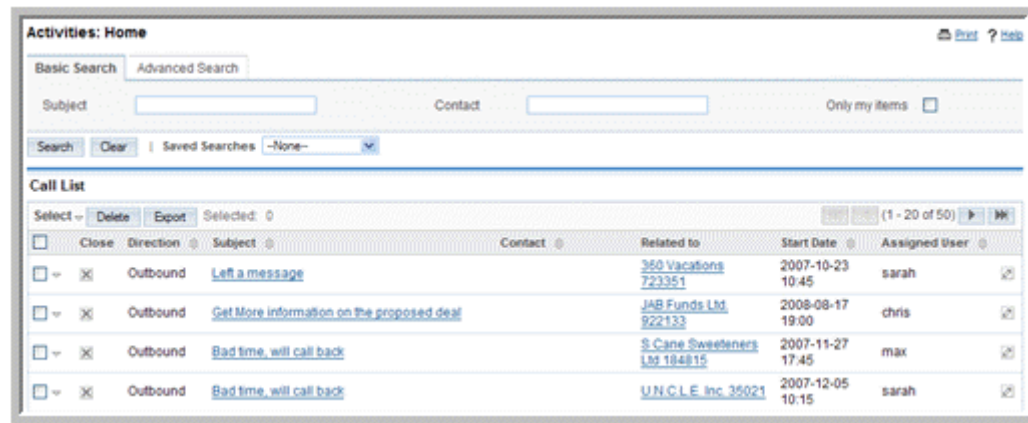 Activities: Home
Print ? Help
Basic Search Advanced Search
Subject Contact Only my items
Search Clear | Saved Searches --None--
Call List
Select Delete Export Selected: 0 (1 - 20 of 50)
Close Direction Subject Contact Related to Start Date Assigned User
Outbound Left a message 360 Vacations 723351 2007-10-23 10:45 sarah
Outbound Get More information on the proposed deal JAB Funds Ltd. 922133 2008-08-17 19:00 chris
Outbound Bad time, will call back S Cane Sweeteners Ltd 184815 2007-11-27 17:45 max
Outbound Bad time, will call back U.N.C.L.E. Inc. 35021 2007-12-05 10:15 sarah